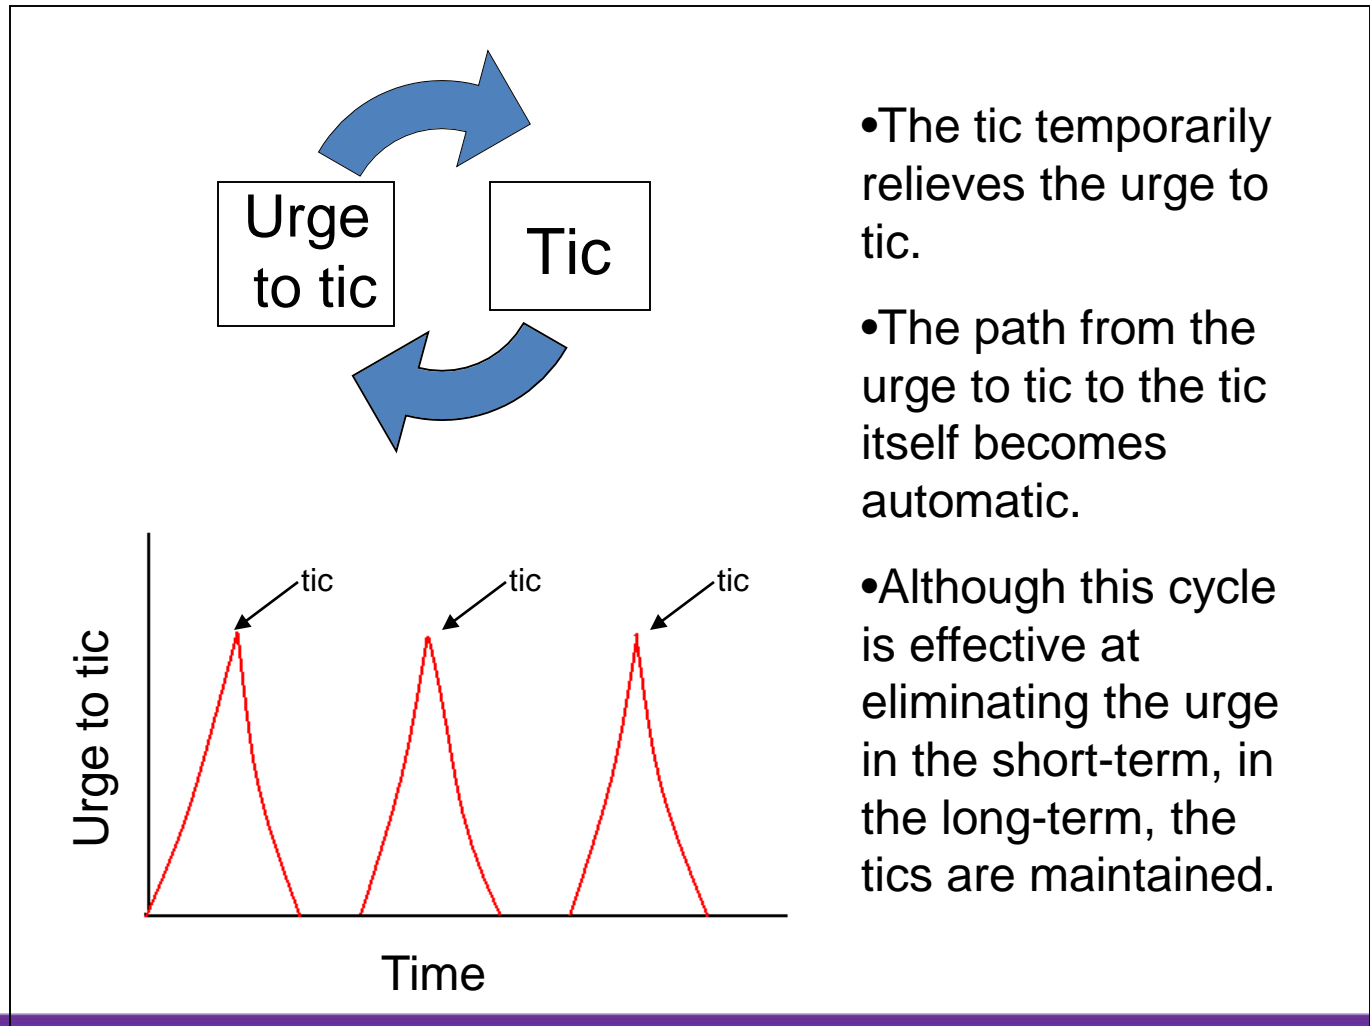 Urge
to tic
Tic
•The tic temporarily
relieves the urge to
tic.
•The path from the
urge to tic to the tic
itself becomes
automatic.
•Although this cycle
is effective at
eliminating the urge
in the short-term, in
the long-term, the
tics are maintained.
tic
tic
tic
Urge to tic
Time